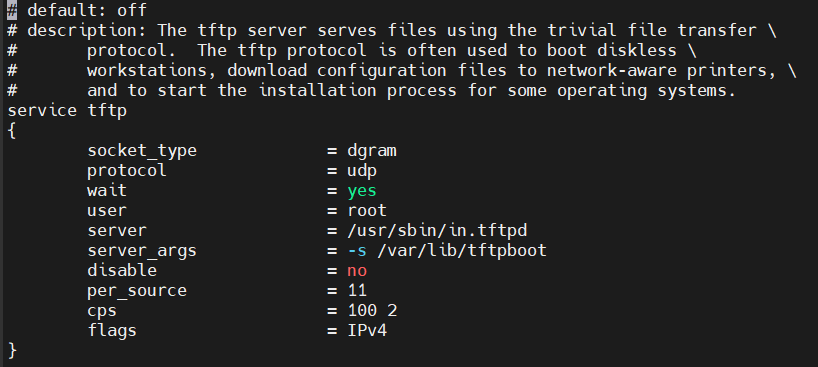 # default: off
# description: The tftp server serves files using the trivial file transfer \
#       protocol.  The tftp protocol is often used to boot diskless \
#       workstations, download configuration files to network-aware printers, \
#       and to start the installation process for some operating systems.
service tftp
{
        socket_type             = dgram
        protocol                = udp
        wait                    = yes
        user                    = root
        server                  = /usr/sbin/in.tftpd
        server_args             = -s /var/lib/tftpboot
        disable                 = no
        per_source              = 11
        cps                     = 100 2
        flags                   = IPv4
}